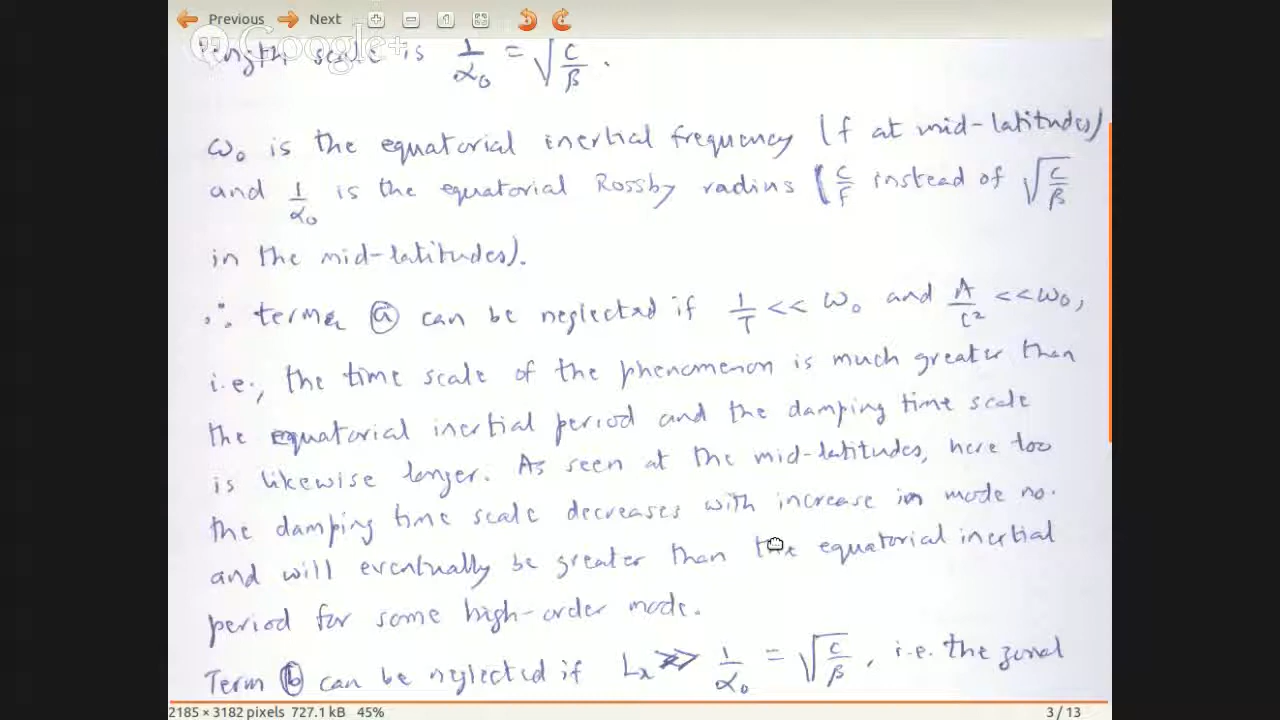 Previous Next
Google+
length scale is 1/α₀ = √(c/β).
ω₀ is the equatorial inertial frequency (f at mid-latitudes)
and 1/α₀ is the equatorial Rossby radius (c/f instead of √(c/β)
in the mid-latitudes).
∴ terms ⓐ can be neglected if 1/T << ω₀ and A/c² << ω₀,
i.e., the time scale of the phenomenon is much greater than
the equatorial inertial period and the damping time scale
is likewise longer. As seen at the mid-latitudes, here too
the damping time scale decreases with increase in mode no.
and will eventually be greater than the equatorial inertial
period for some high-order mode.
Term ⓑ can be neglected if Lx >> 1/α₀ = √(c/β), i.e. the zonal
2185 × 3182 pixels 727.1 kB 45% 3 / 13